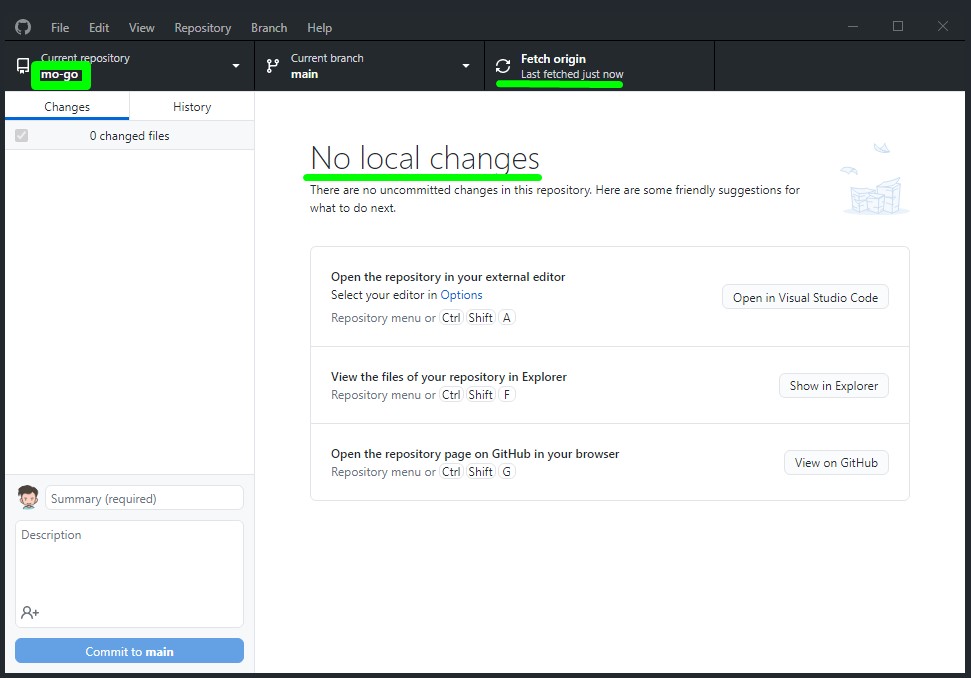 File Edit View Repository Branch Help
Current repository
mo-go
Current branch
main
Fetch origin
Last fetched just now
Changes History
0 changed files
No local changes
There are no uncommitted changes in this repository. Here are some friendly suggestions for
what to do next.
Open the repository in your external editor
Select your editor in Options
Repository menu or Ctrl Shift A
Open in Visual Studio Code
View the files of your repository in Explorer
Repository menu or Ctrl Shift F
Show in Explorer
Open the repository page on GitHub in your browser
Repository menu or Ctrl Shift G
View on GitHub
Summary (required)
Description
Commit to main